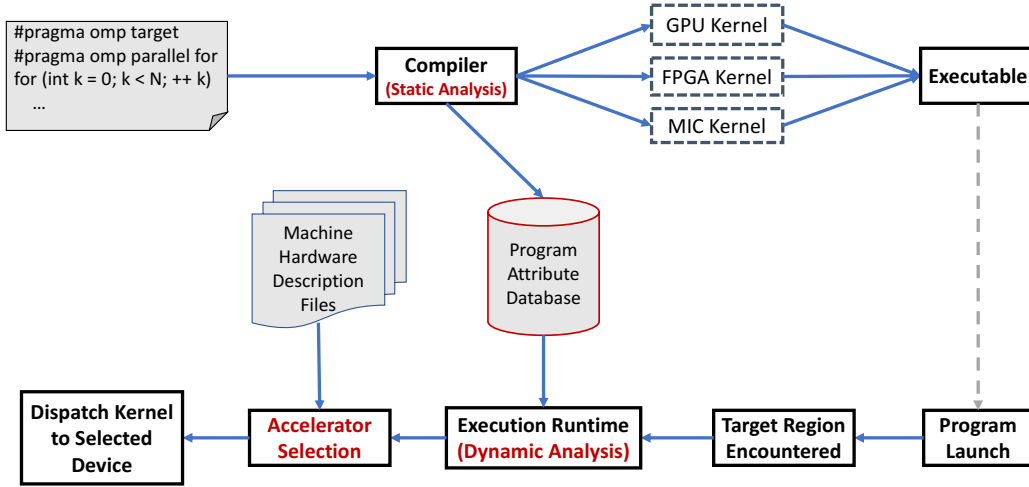 #pragma omp target
#pragma omp parallel for
for (int k = 0; k < N; ++ k)
...
Compiler
(Static Analysis)
GPU Kernel
FPGA Kernel
MIC Kernel
Executable
Machine
Hardware
Description
Files
Program
Attribute
Database
Dispatch Kernel
to Selected
Device
Accelerator
Selection
Execution Runtime
(Dynamic Analysis)
Target Region
Encountered
Program
Launch